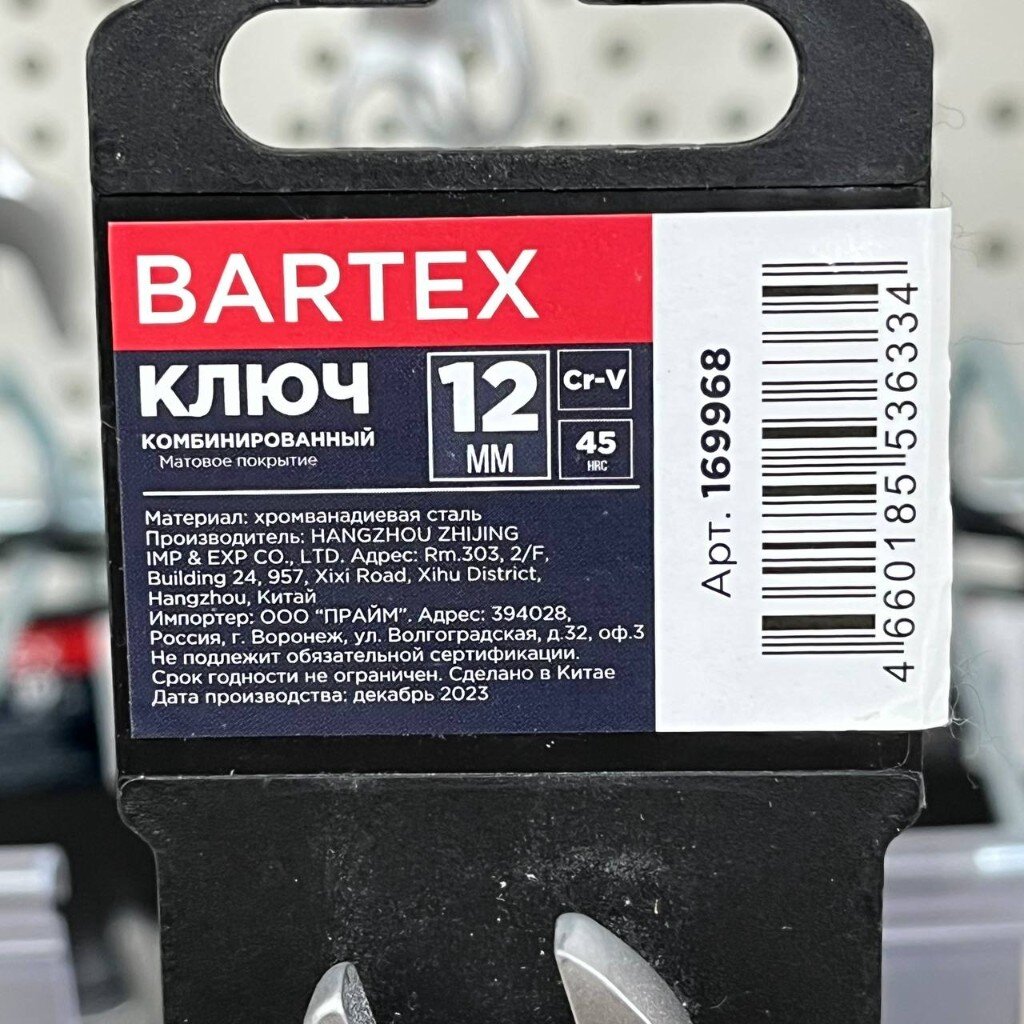 BARTEX
КЛЮЧ
КОМБИНИРОВАННЫЙ
Матовое покрытие
12
ММ
Cr-V
45
HRC
Материал: хромванадиевая сталь
Производитель: HANGZHOU ZHIJING
IMP & EXP CO., LTD. Адрес: Rm.303, 2/F,
Building 24, 957, Xixi Road, Xihu District,
Hangzhou, Китай
Импортер: ООО "ПРАЙМ". Адрес: 394028,
Россия, г. Воронеж, ул. Волгоградская, д.32, оф.3
Не подлежит обязательной сертификации.
Срок годности не ограничен. Сделано в Китае
Дата производства: декабрь 2023
Арт. 169968
4 660185 536334